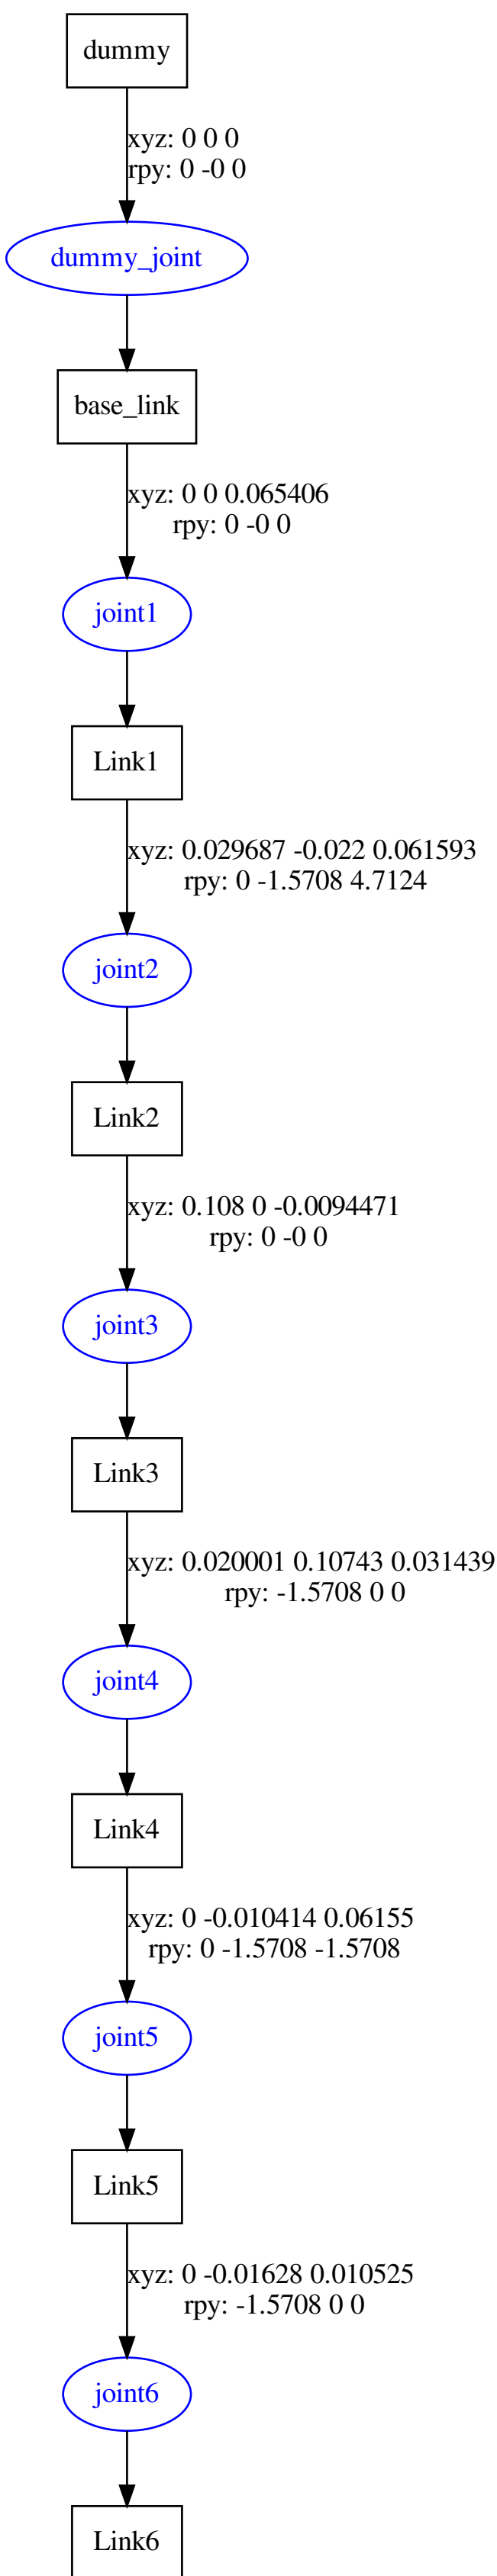 dummy
xyz: 0 0 0
rpy: 0 -0 0
dummy_joint
base_link
xyz: 0 0 0.065406
rpy: 0 -0 0
joint1
Link1
xyz: 0.029687 -0.022 0.061593
rpy: 0 -1.5708 4.7124
joint2
Link2
xyz: 0.108 0 -0.0094471
rpy: 0 -0 0
joint3
Link3
xyz: 0.020001 0.10743 0.031439
rpy: -1.5708 0 0
joint4
Link4
xyz: 0 -0.010414 0.06155
rpy: 0 -1.5708 -1.5708
joint5
Link5
xyz: 0 -0.01628 0.010525
rpy: -1.5708 0 0
joint6
Link6